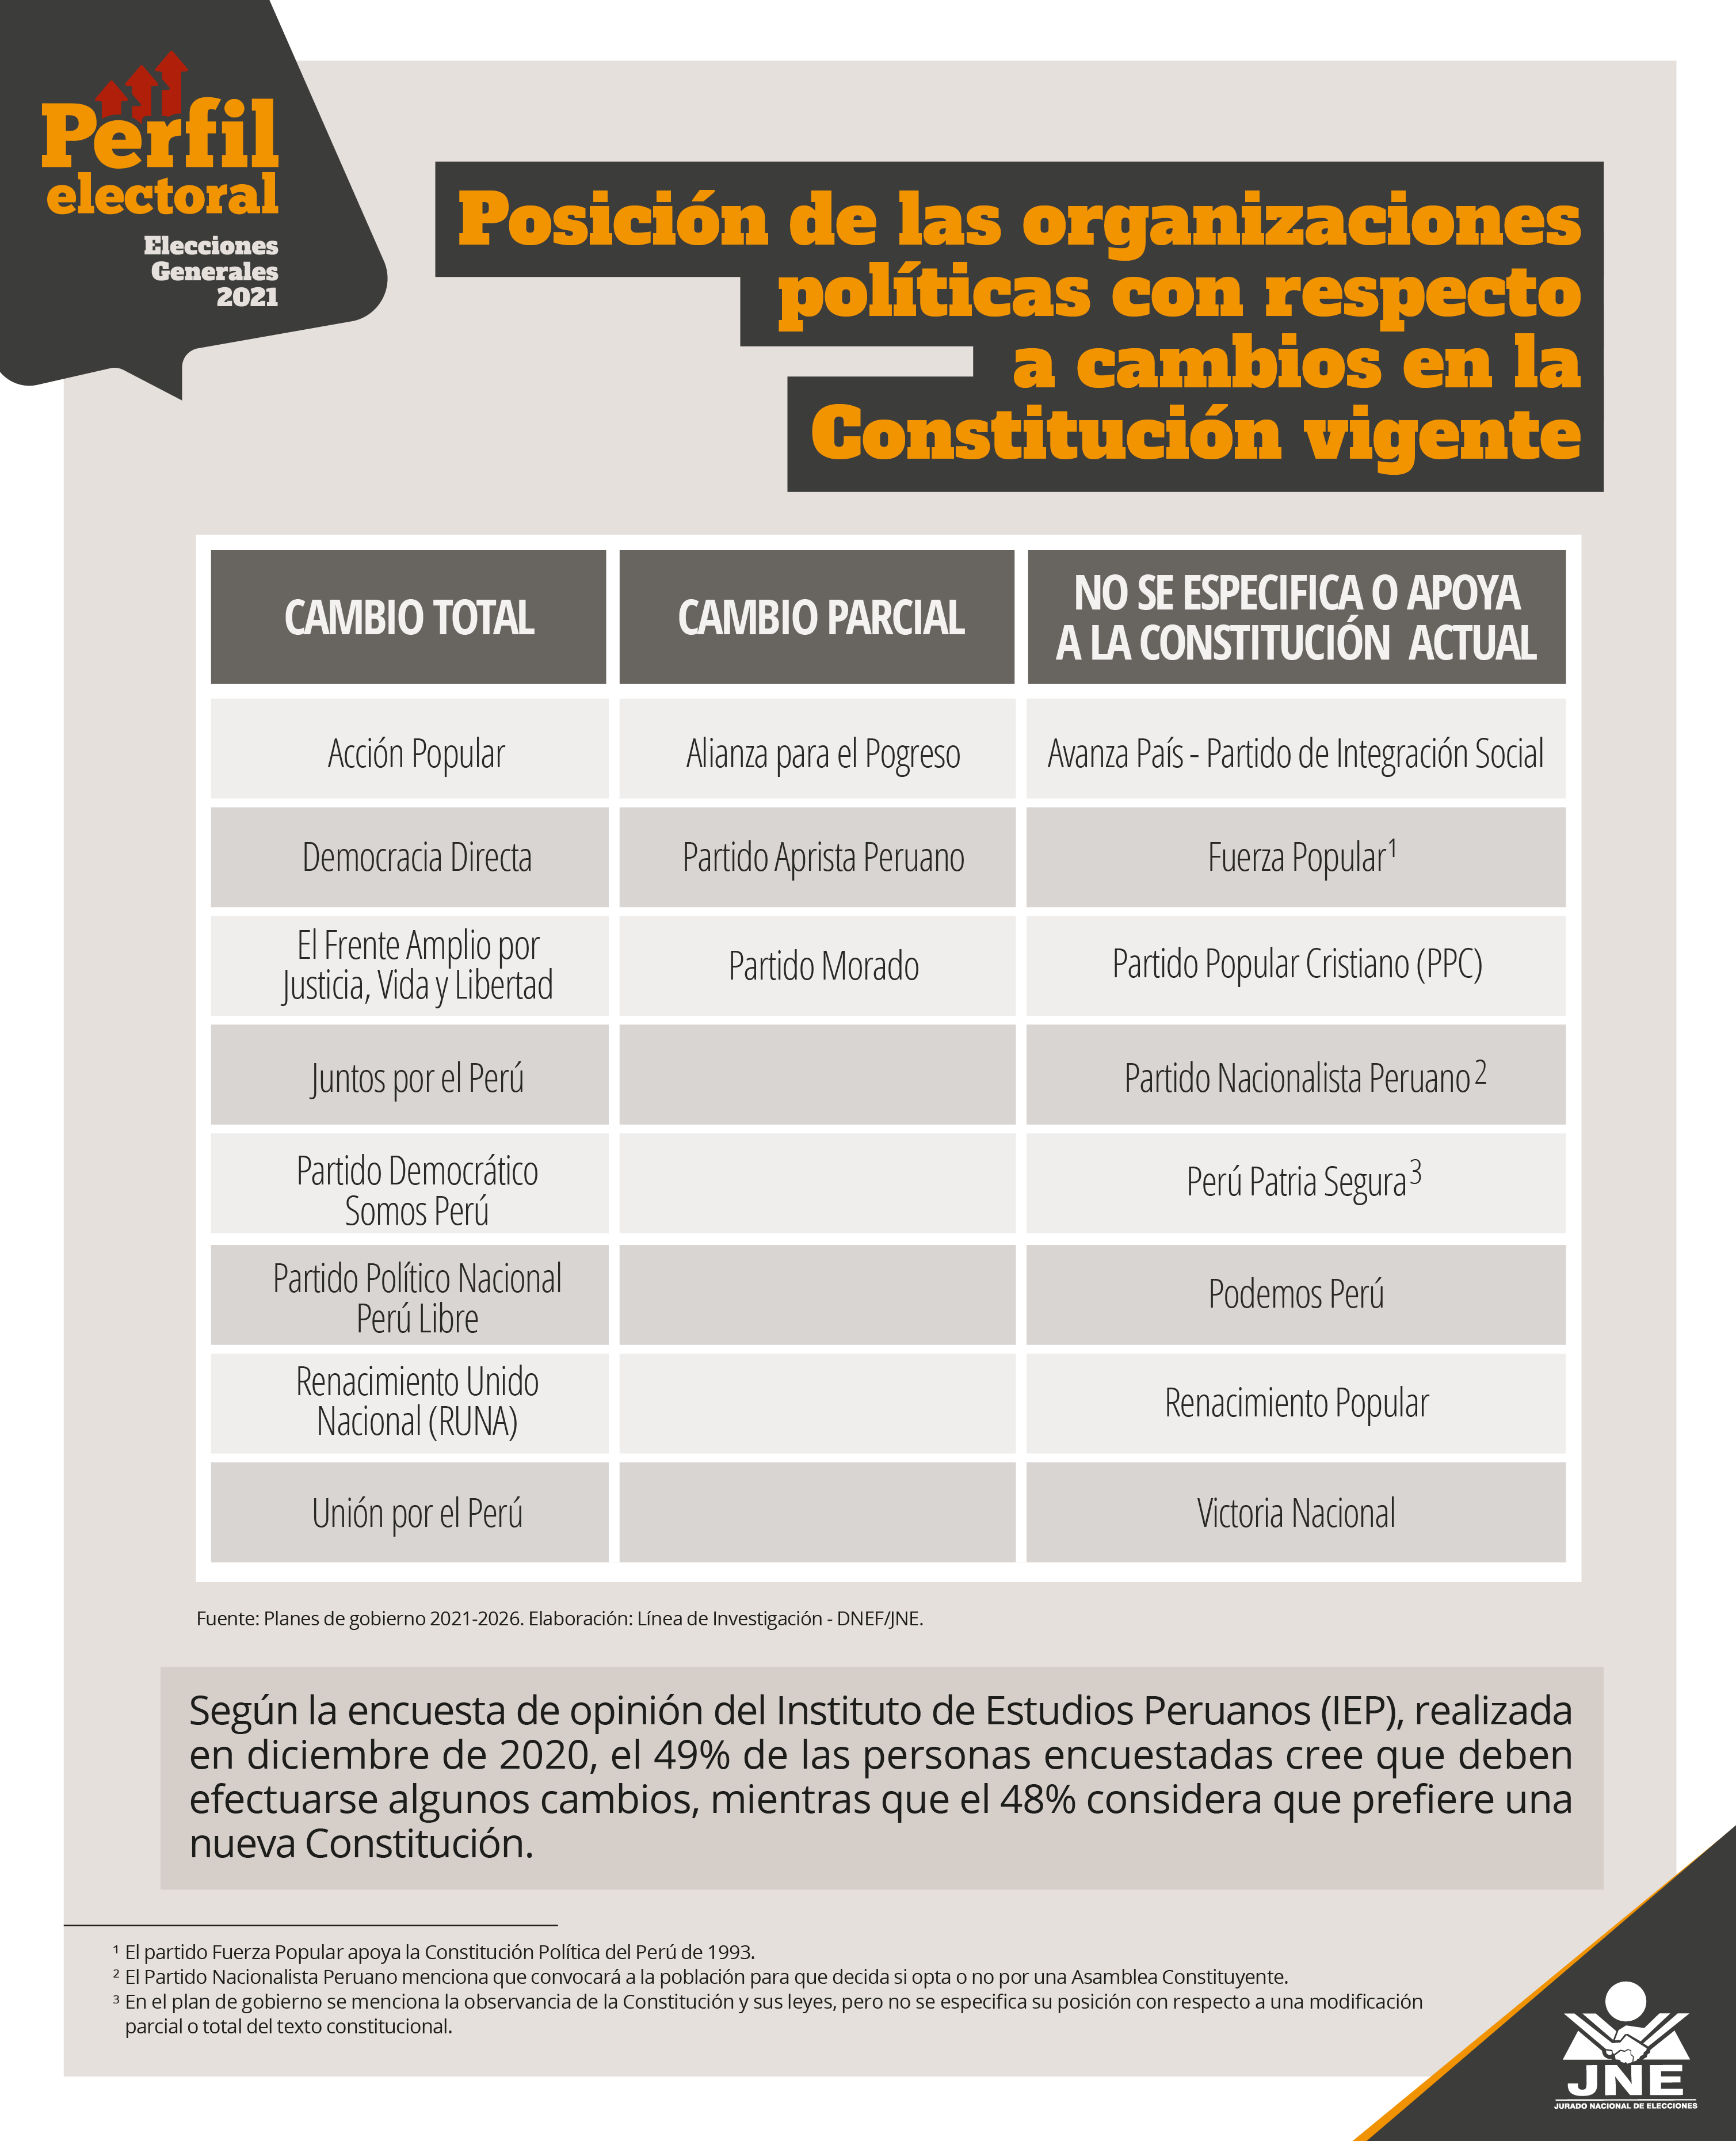 Perfil
electoral
Elecciones
Generales
2021
Posición de las organizaciones
políticas con respecto
a cambios en la
Constitución vigente
CAMBIO TOTAL
CAMBIO PARCIAL
NO SE ESPECIFICA O APOYA
A LA CONSTITUCIÓN ACTUAL
Acción Popular
Alianza para el Pogreso
Avanza País - Partido de Integración Social
Democracia Directa
Partido Aprista Peruano
Fuerza Popular¹
El Frente Amplio por
Justicia, Vida y Libertad
Partido Morado
Partido Popular Cristiano (PPC)
Juntos por el Perú
Partido Nacionalista Peruano²
Partido Democrático
Somos Perú
Perú Patria Segura³
Partido Político Nacional
Perú Libre
Podemos Perú
Renacimiento Unido
Nacional (RUNA)
Renacimiento Popular
Unión por el Perú
Victoria Nacional
Fuente: Planes de gobierno 2021-2026. Elaboración: Línea de Investigación - DNEF/JNE.
Según la encuesta de opinión del Instituto de Estudios Peruanos (IEP), realizada
en diciembre de 2020, el 49% de las personas encuestadas cree que deben
efectuarse algunos cambios, mientras que el 48% considera que prefiere una
nueva Constitución.
¹ El partido Fuerza Popular apoya la Constitución Política del Perú de 1993.
² El Partido Nacionalista Peruano menciona que convocará a la población para que decida si opta o no por una Asamblea Constituyente.
³ En el plan de gobierno se menciona la observancia de la Constitución y sus leyes, pero no se especifica su posición con respecto a una modificación
parcial o total del texto constitucional.
JNE
JURADO NACIONAL DE ELECCIONES